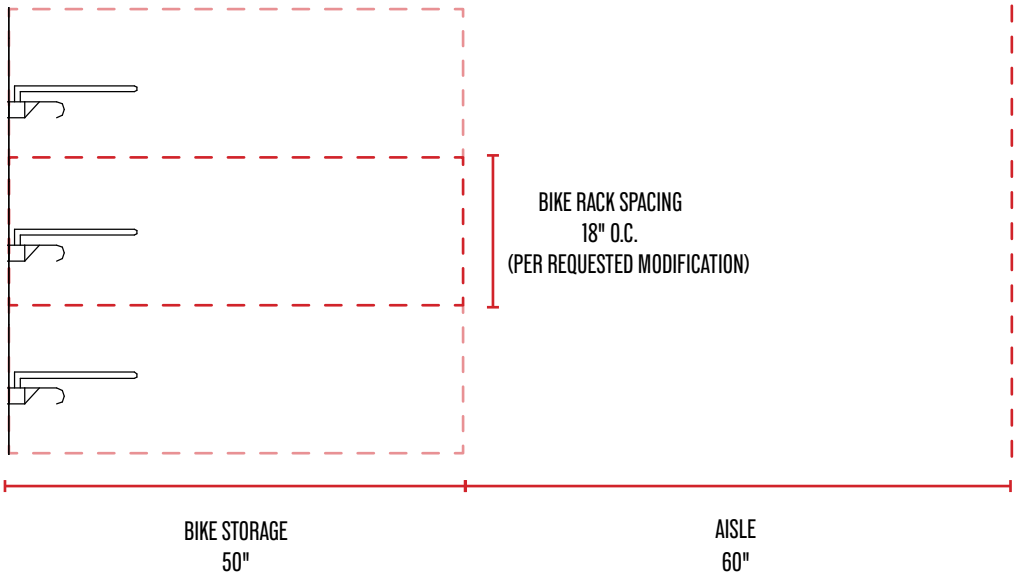 BIKE RACK SPACING
18" O.C.
(PER REQUESTED MODIFICATION)
BIKE STORAGE
50"
AISLE
60"